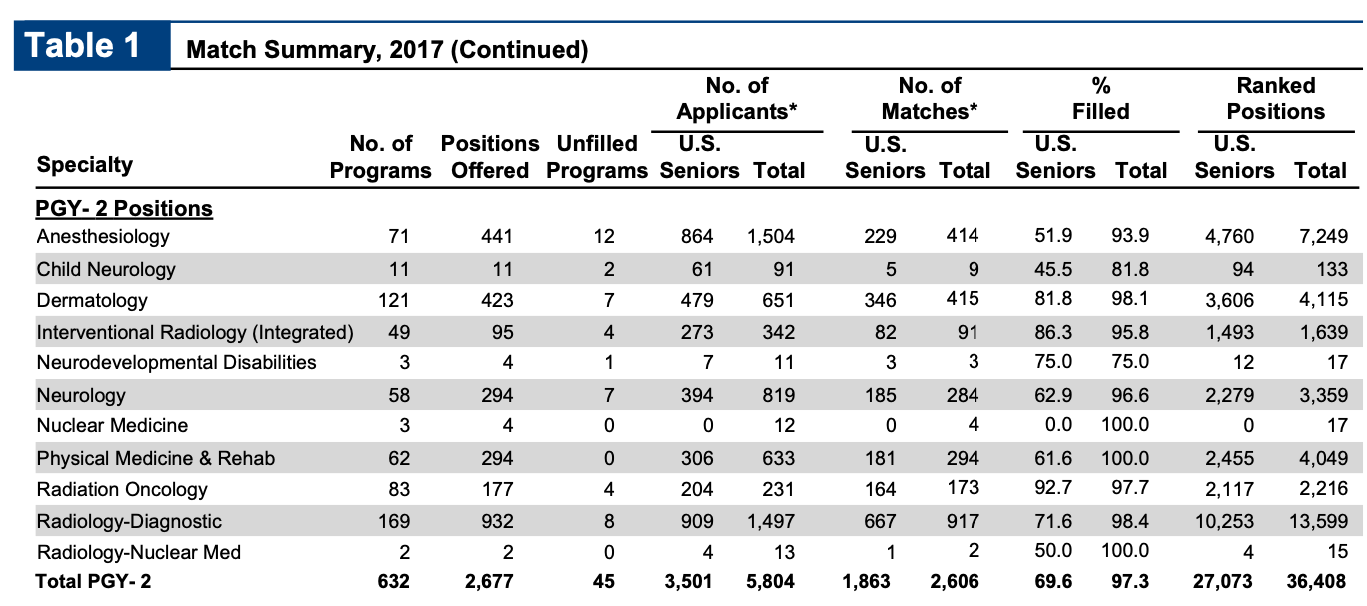 Table 1 Match Summary, 2017 (Continued)
No. of No. of % Ranked
Applicants* Matches* Filled Positions
No. of Positions Unfilled U.S. U.S. U.S. U.S.
Specialty Programs Offered Programs Seniors Total Seniors Total Seniors Total Seniors Total
PGY- 2 Positions
Anesthesiology 71 441 12 864 1,504 229 414 51.9 93.9 4,760 7,249
Child Neurology 11 11 2 61 91 5 9 45.5 81.8 94 133
Dermatology 121 423 7 479 651 346 415 81.8 98.1 3,606 4,115
Interventional Radiology (Integrated) 49 95 4 273 342 82 91 86.3 95.8 1,493 1,639
Neurodevelopmental Disabilities 3 4 1 7 11 3 3 75.0 75.0 12 17
Neurology 58 294 7 394 819 185 284 62.9 96.6 2,279 3,359
Nuclear Medicine 3 4 0 0 12 0 4 0.0 100.0 0 17
Physical Medicine & Rehab 62 294 0 306 633 181 294 61.6 100.0 2,455 4,049
Radiation Oncology 83 177 4 204 231 164 173 92.7 97.7 2,117 2,216
Radiology-Diagnostic 169 932 8 909 1,497 667 917 71.6 98.4 10,253 13,599
Radiology-Nuclear Med 2 2 0 4 13 1 2 50.0 100.0 4 15
Total PGY- 2 632 2,677 45 3,501 5,804 1,863 2,606 69.6 97.3 27,073 36,408